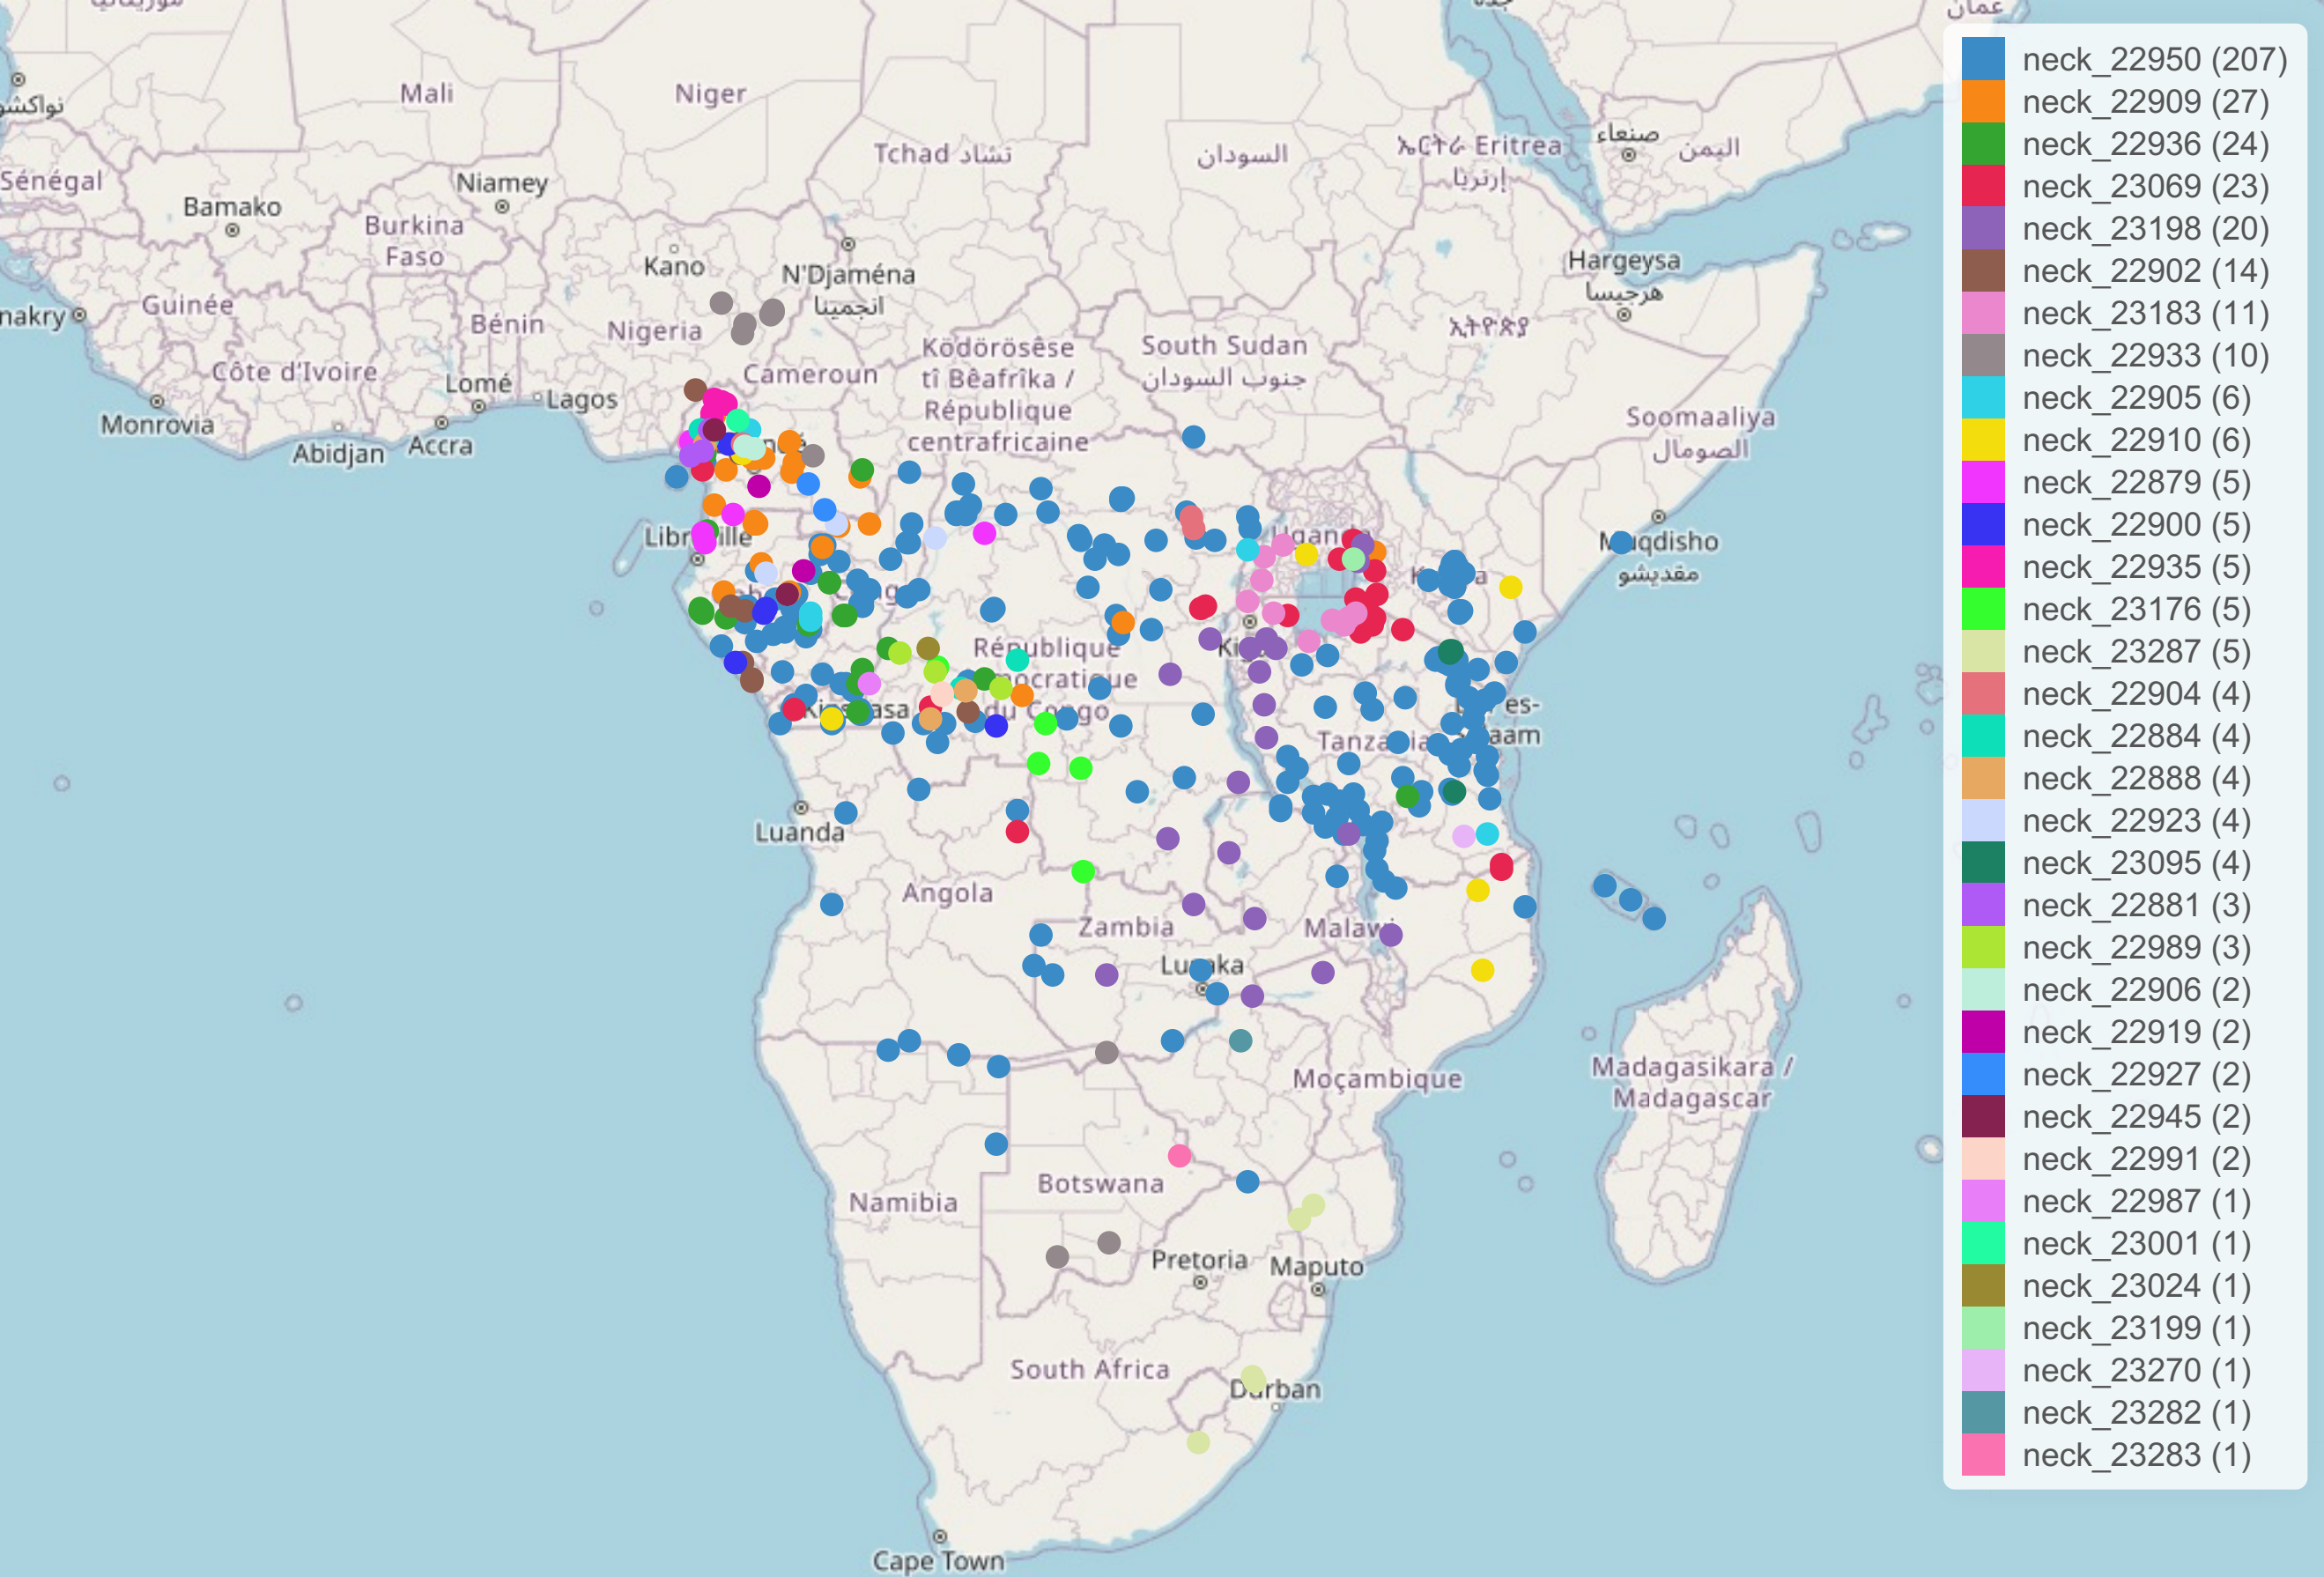 موريتانيا
جدة
عمان
نواكشو
Mali
Niger
Tchad تشاد
السودان
ኤርትራ Eritrea
إرتريا
صنعاء
اليمن
Sénégal
Niamey
Bamako
Burkina
Faso
Kano
N'Djaména
انجمينا
Hargeysa
هرجيسا
Guinée
nakry
Bénin
Nigeria
ኢትዮጵያ
Ködörösêse
tî Bêafrîka /
République
centrafricaine
South Sudan
جنوب السودان
Côte d'Ivoire
Cameroun
Lomé
Lagos
Monrovia
Abidjan
Accra
Soomaaliya
الصومال
Uganda
Muqdisho
مقديشو
République
du Congo
Tanzania
Luanda
Angola
Zambia
Malawi
Lusaka
Moçambique
Madagasikara /
Madagascar
Botswana
Namibia
Pretoria
Maputo
South Africa
Durban
Cape Town
neck_22950 (207)
neck_22909 (27)
neck_22936 (24)
neck_23069 (23)
neck_23198 (20)
neck_22902 (14)
neck_23183 (11)
neck_22933 (10)
neck_22905 (6)
neck_22910 (6)
neck_22879 (5)
neck_22900 (5)
neck_22935 (5)
neck_23176 (5)
neck_23287 (5)
neck_22904 (4)
neck_22884 (4)
neck_22888 (4)
neck_22923 (4)
neck_23095 (4)
neck_22881 (3)
neck_22989 (3)
neck_22906 (2)
neck_22919 (2)
neck_22927 (2)
neck_22945 (2)
neck_22991 (2)
neck_22987 (1)
neck_23001 (1)
neck_23024 (1)
neck_23199 (1)
neck_23270 (1)
neck_23282 (1)
neck_23283 (1)